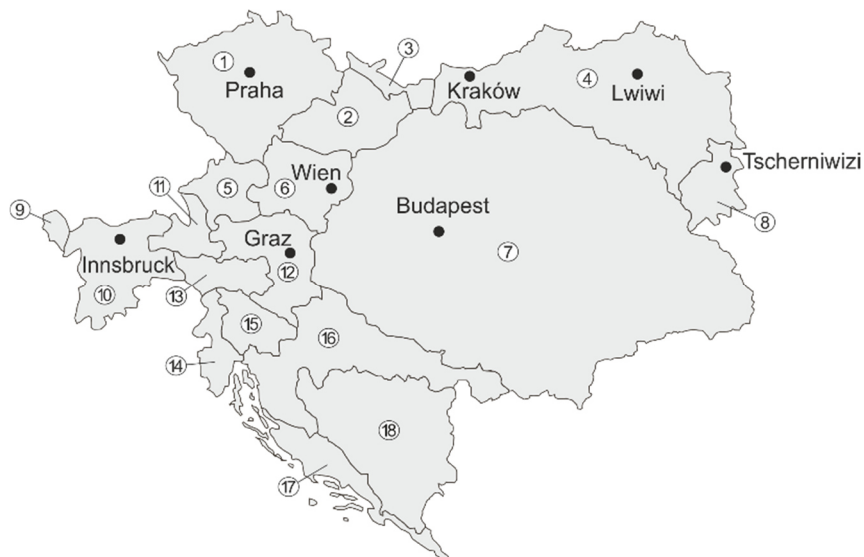 ①
Praha
②
③
Kraków
④
Lwiwi
Tscherniwizi
⑤
⑥
Wien
⑪
⑨
Budapest
⑦
⑧
Innsbruck
⑩
Graz
⑫
⑬
⑮
⑯
⑭
⑱
⑰